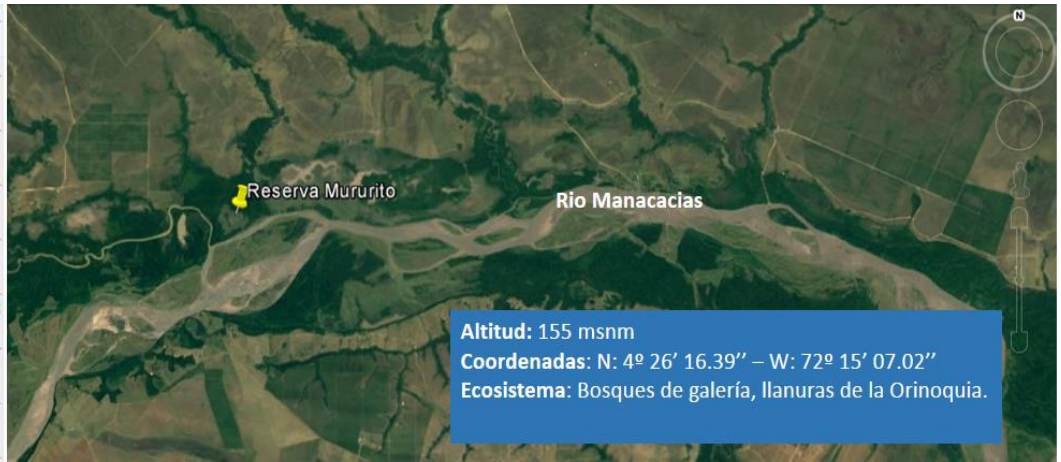 N
Reserva Mururito
Rio Manacacias
Altitud: 155 msnm
Coordenadas: N: 4º 26’ 16.39’’ – W: 72º 15’ 07.02’’
Ecosistema: Bosques de galería, llanuras de la Orinoquia.